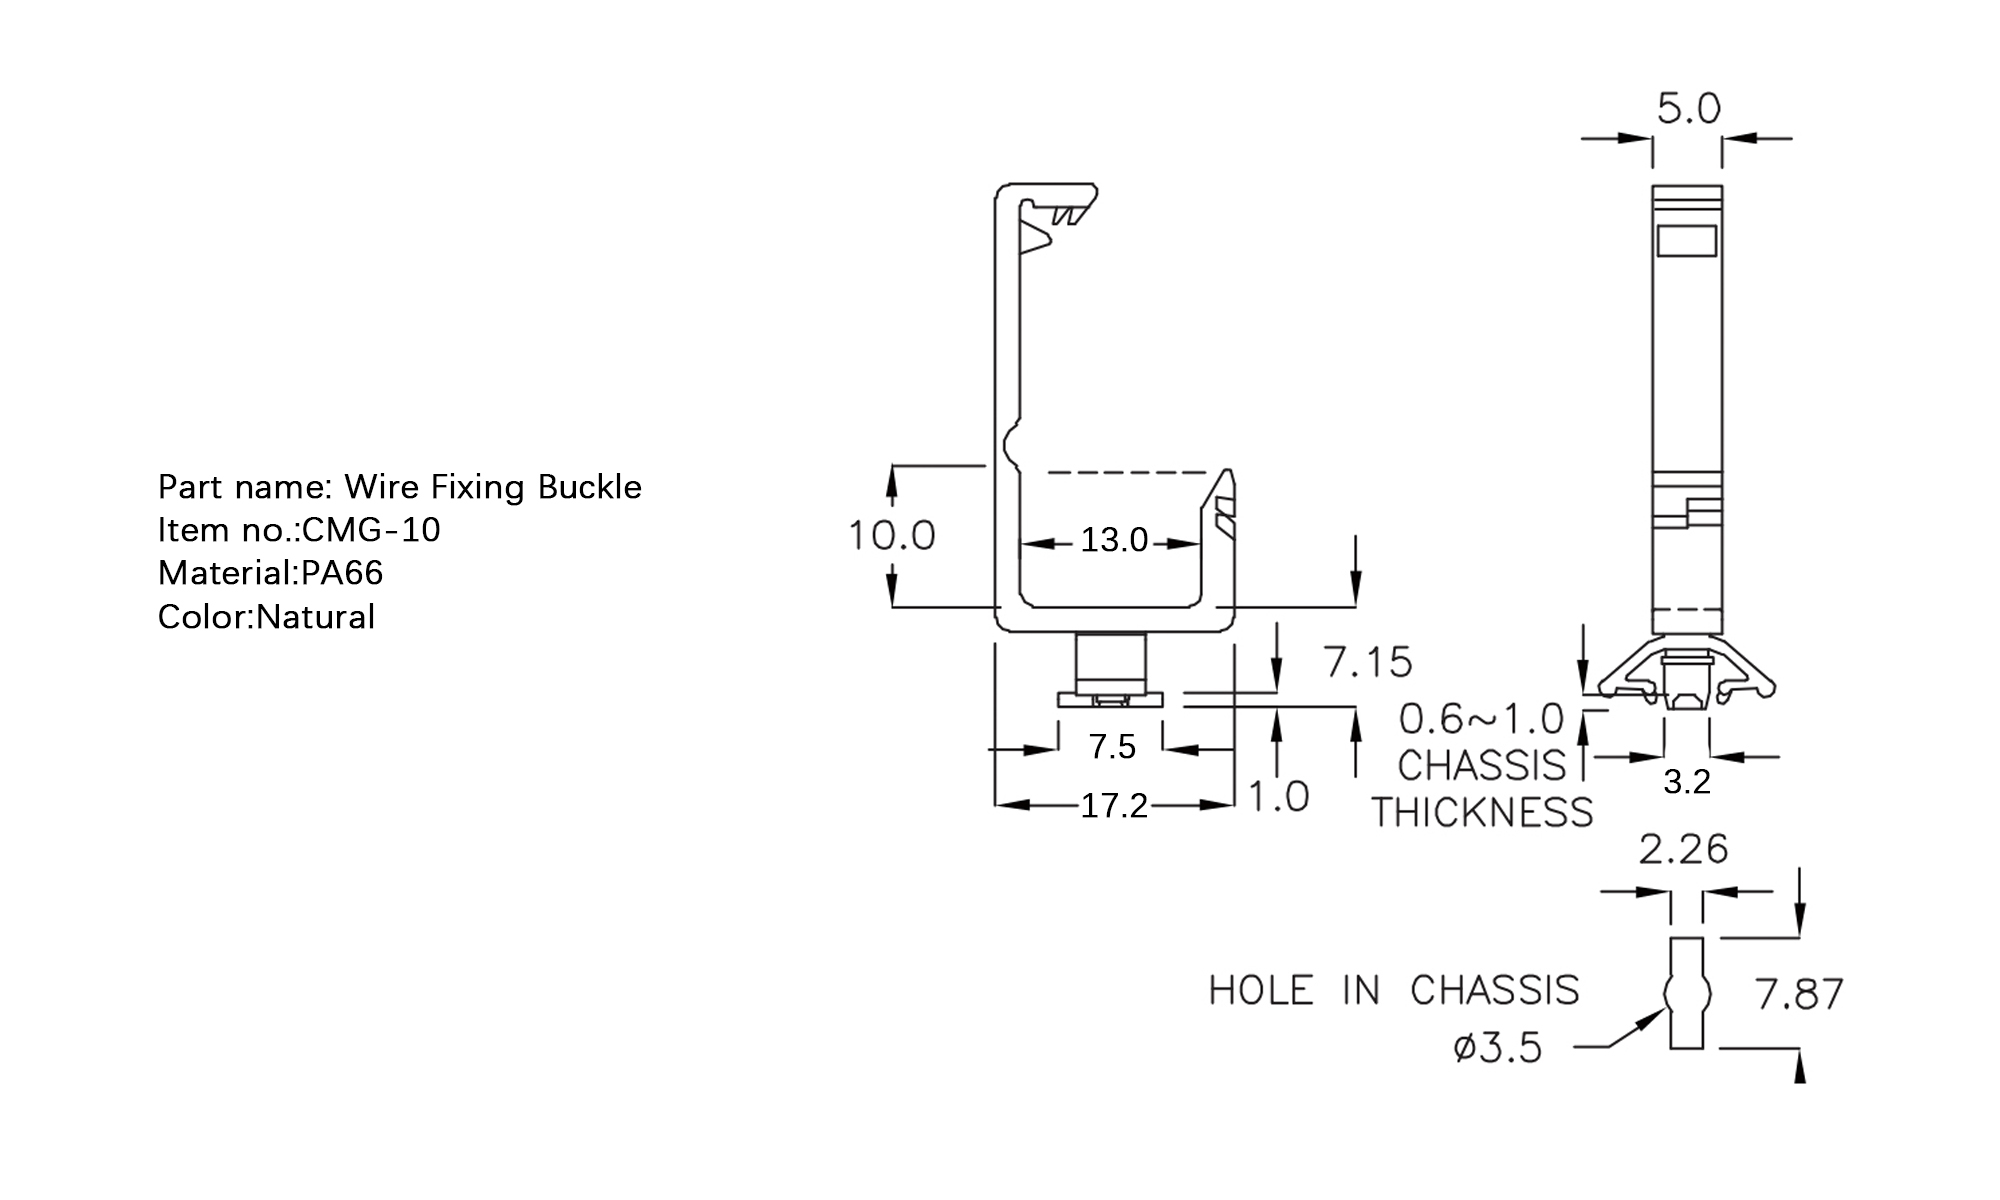 5.0
Part name: Wire Fixing Buckle
Item no.:CMG-10
Material:PA66
Color:Natural
10.0
13.0
7.15
7.5
17.2
1.0
0.6~1.0
CHASSIS
THICKNESS
3.2
2.26
HOLE IN CHASSIS
ø3.5
7.87